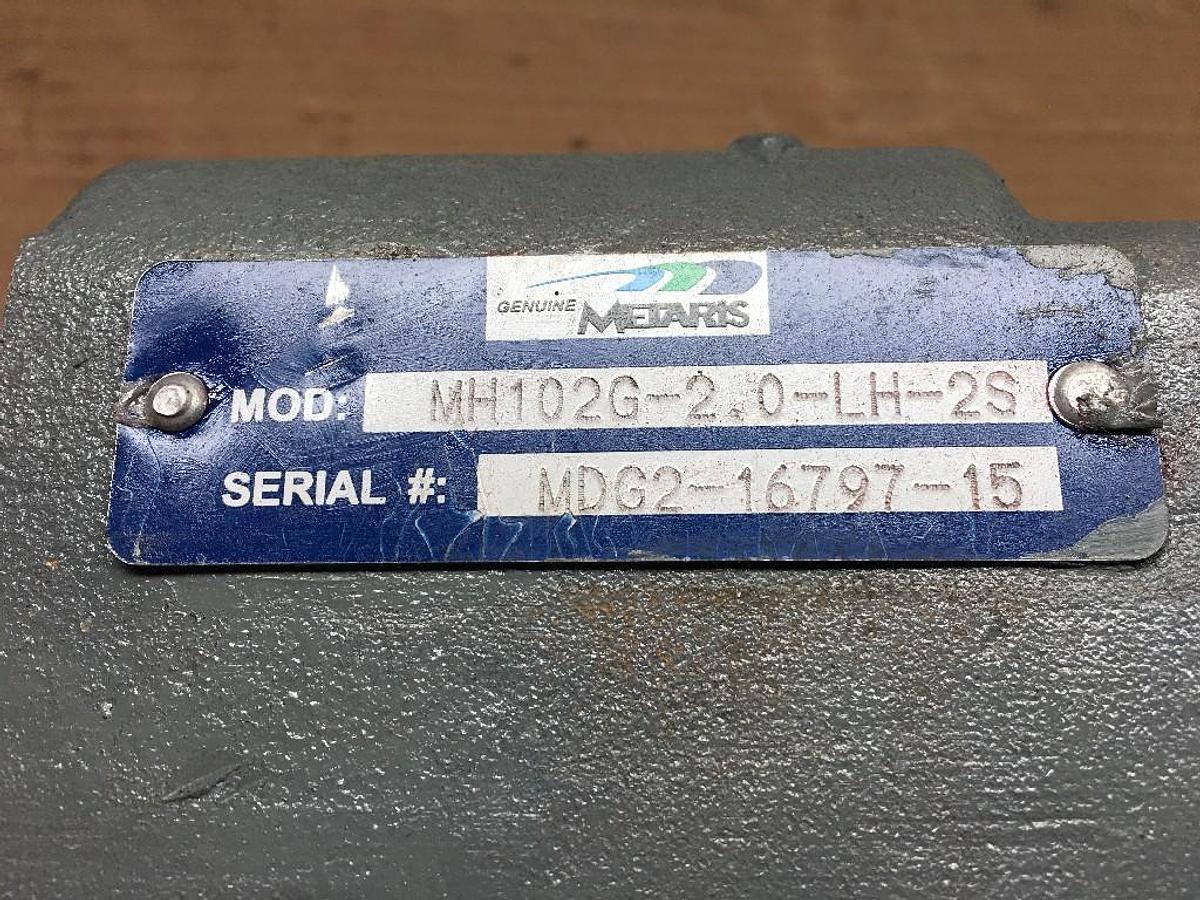 GENUINE METARIS
MOD: MH102G-2.0-LH-2S
SERIAL #: MDG2-16797-15